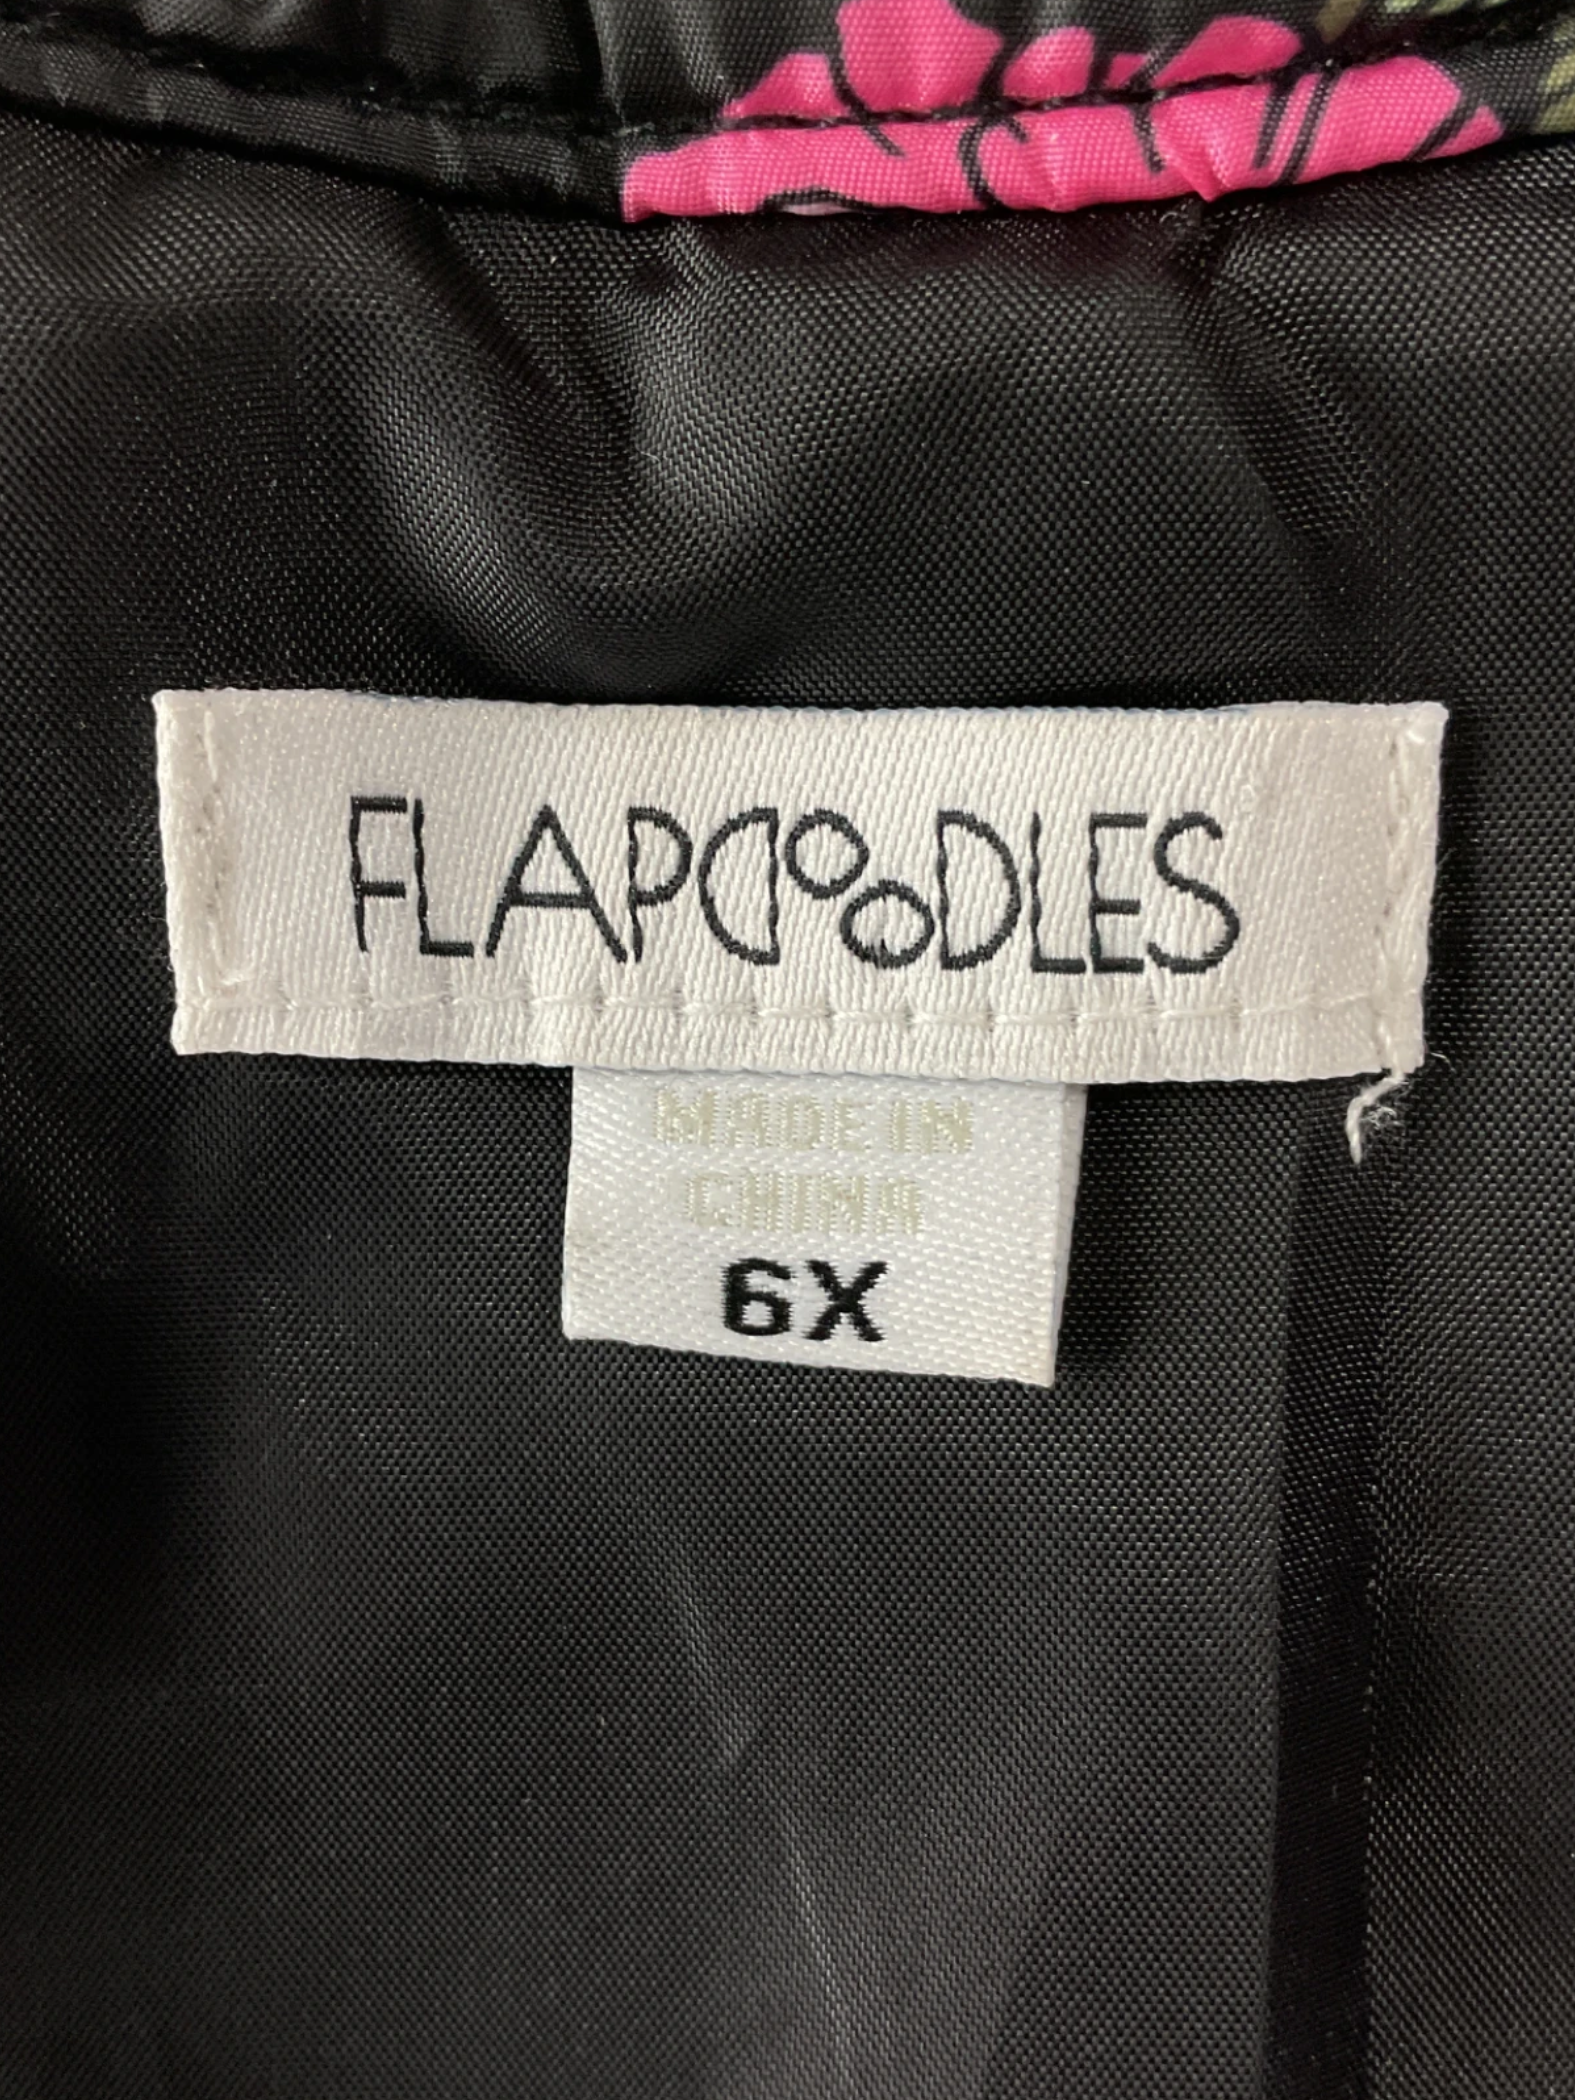 FLAPDOODLES
MADE IN
CHINA
6X